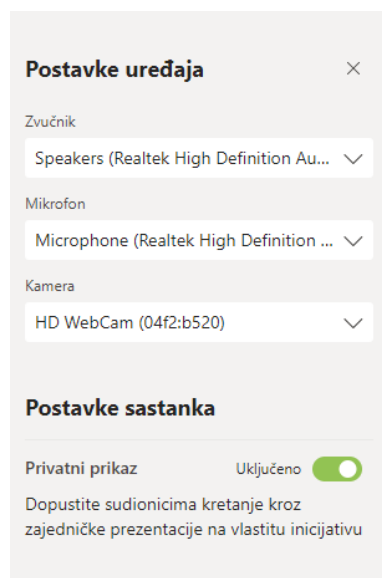 Postavke uređaja
Zvučnik
Speakers (Realtek High Definition Au...
Mikrofon
Microphone (Realtek High Definition ...
Kamera
HD WebCam (04f2:b520)
Postavke sastanka
Privatni prikaz Uključeno
Dopustite sudionicima kretanje kroz
zajedničke prezentacije na vlastitu inicijativu